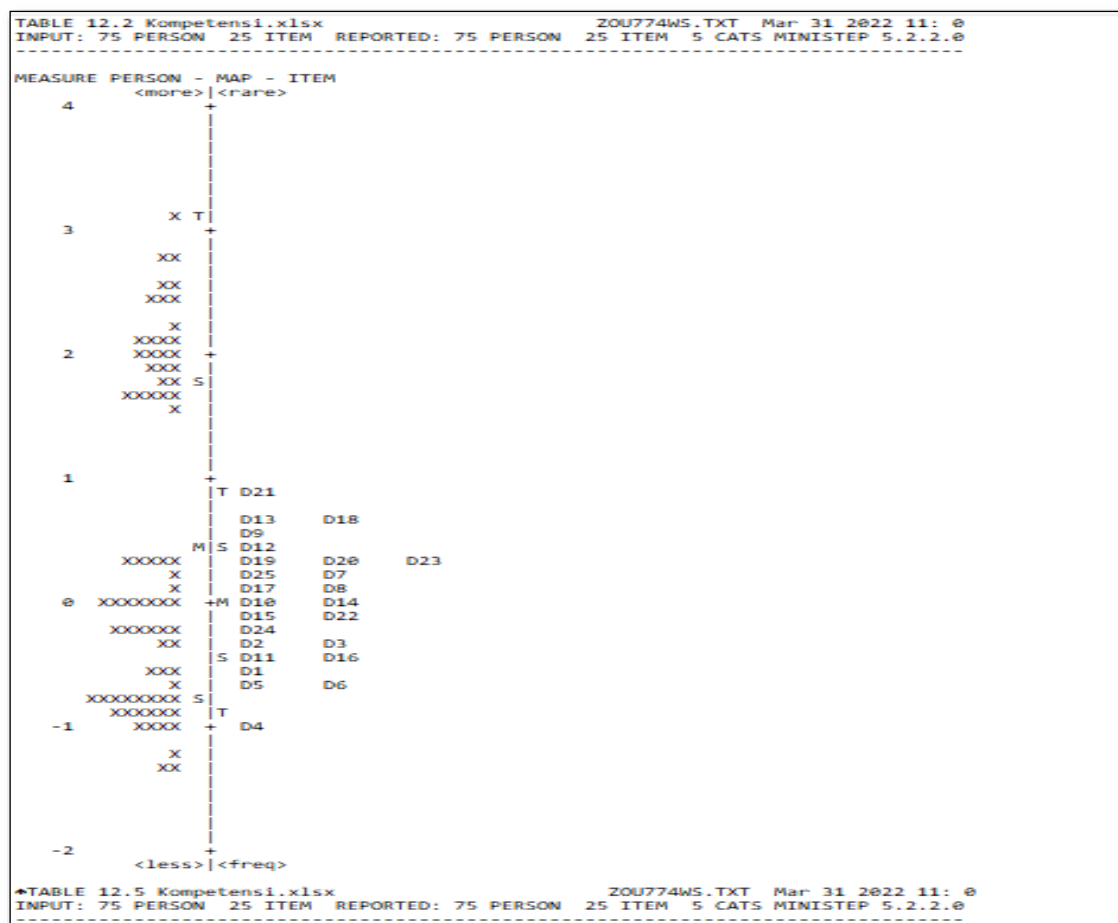 TABLE 12.2 Kompetensi.xlsx                      ZOU774WS.TXT  Mar 31 2022 11: 0
INPUT: 75 PERSON  25 ITEM  REPORTED: 75 PERSON  25 ITEM  5 CATS MINISTEP 5.2.2.0
--------------------------------------------------------------------------------
MEASURE PERSON - MAP - ITEM
          <more>|<rare>
    4           +
                |
                |
                |
                |
                |
                |
                |
             X T|
    3           +
                |
            XX  |
                |
            XX  |
           XXX  |
                |
             X  |
          XXXX  |
    2     XXXX  +
           XXX  |
            XX S|
         XXXXX  |
             X  |
                |
                |
                |
                |
    1           +
                |T D21
                |
                |  D13    D18
                |  D9
               M|S D12
         XXXXX  |  D19    D20    D23
             X  |  D25    D7
             X  |  D17    D8
    0  XXXXXXX  +M D10    D14
                |  D15    D22
        XXXXXX  |  D24
            XX  |  D2     D3
                |S D11    D16
           XXX  |  D1
             X  |  D5     D6
      XXXXXXXX S|
        XXXXXX  |T
   -1     XXXX  +  D4
                |
             X  |
            XX  |
                |
                |
                |
                |
                |
   -2           +
          <less>|<freq>
♠TABLE 12.5 Kompetensi.xlsx                      ZOU774WS.TXT  Mar 31 2022 11: 0
INPUT: 75 PERSON  25 ITEM  REPORTED: 75 PERSON  25 ITEM  5 CATS MINISTEP 5.2.2.0
--------------------------------------------------------------------------------